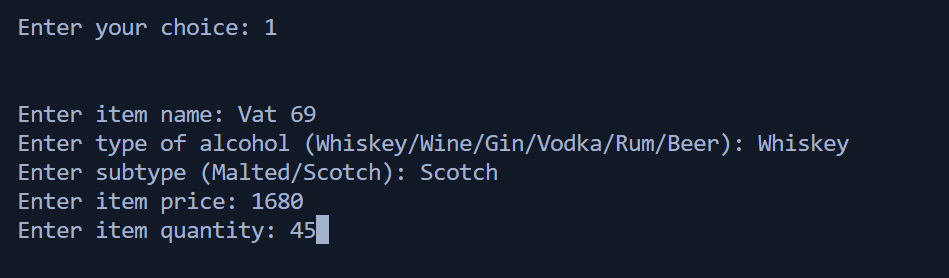 Enter your choice: 1
Enter item name: Vat 69
Enter type of alcohol (Whiskey/Wine/Gin/Vodka/Rum/Beer): Whiskey
Enter subtype (Malted/Scotch): Scotch
Enter item price: 1680
Enter item quantity: 45